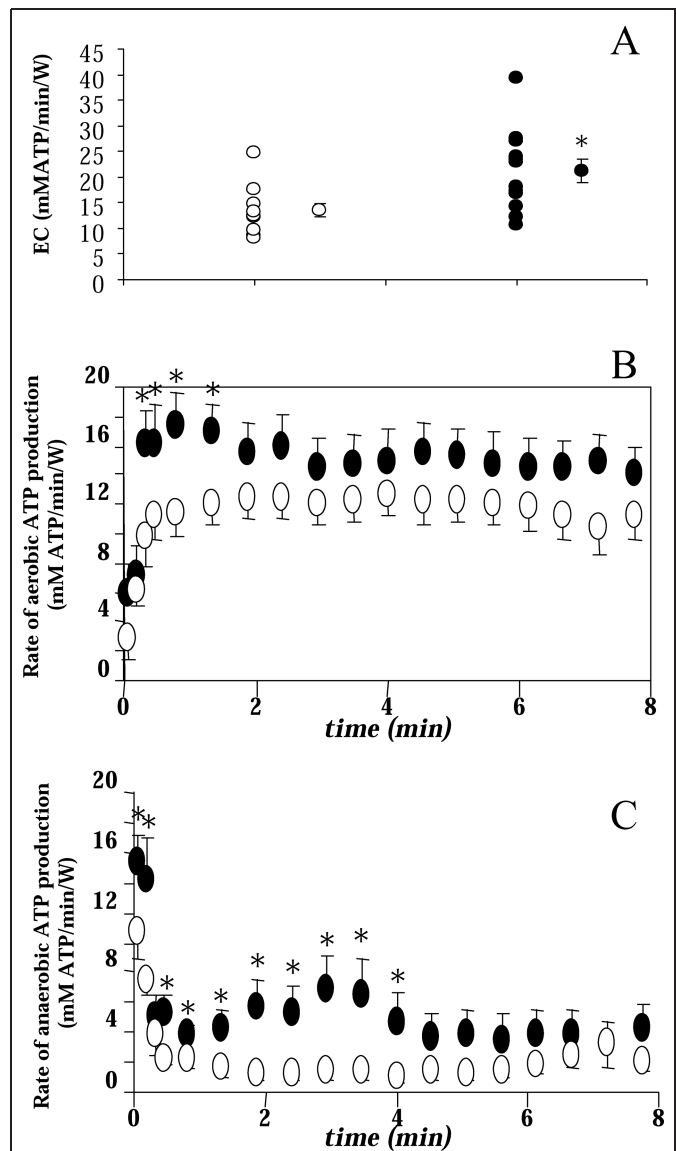 A
EC (mMATP/min/W)
45
40
35
30
25
20
15
10
5
0
*
B
Rate of aerobic ATP production
(mM ATP/min/W)
20
16
12
8
4
0
* * * *
0 2 4 6 8
time (min)
C
Rate of anaerobic ATP production
(mM ATP/min/W)
20
16
12
8
4
0
* * * * * * * * * *
0 2 4 6 8
time (min)